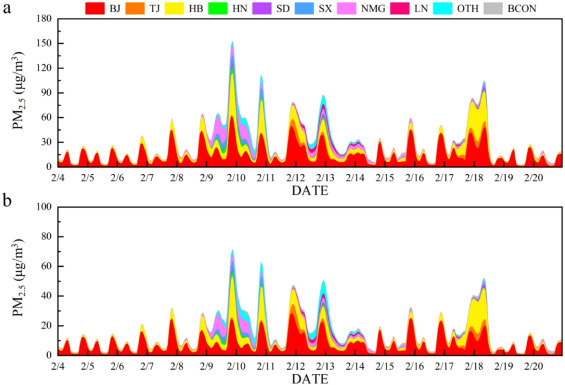 BJ TJ HB HN SD SX NMG LN OTH BCON
a
180
150
120
90
60
30
0
PM2.5 (μg/m³)
2/4 2/5 2/6 2/7 2/8 2/9 2/10 2/11 2/12 2/13 2/14 2/15 2/16 2/17 2/18 2/19 2/20
DATE
b
100
80
60
40
20
0
PM2.5 (μg/m³)
2/4 2/5 2/6 2/7 2/8 2/9 2/10 2/11 2/12 2/13 2/14 2/15 2/16 2/17 2/18 2/19 2/20
DATE